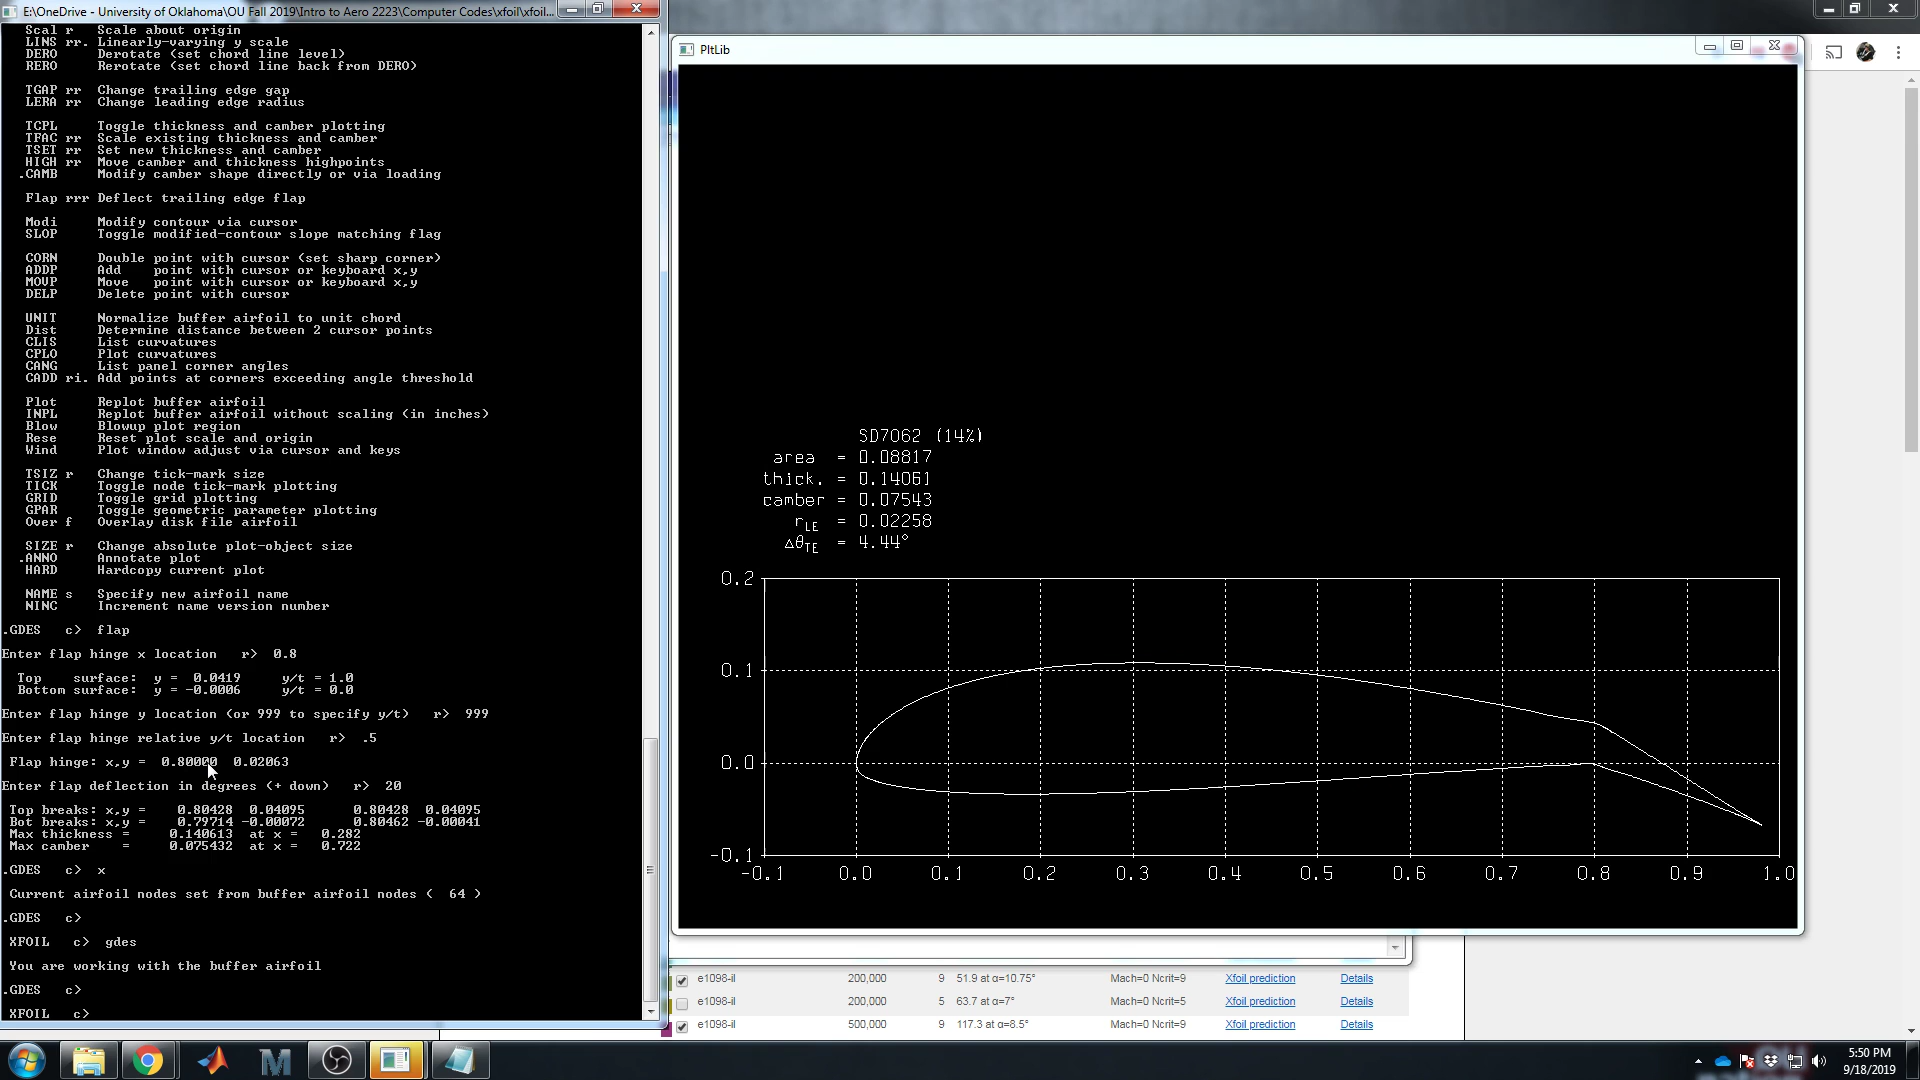 E:\OneDrive - University of Oklahoma\OU Fall 2019\Intro to Aero 2223\Computer Codes\xfoil\xfoil...
Scal r   Scale about origin
LINS rr. Linearly-varying y scale
DERO     Derotate (set chord line level)
RERO     Rerotate (set chord line back from DERO)
TGAP rr  Change trailing edge gap
LERA rr  Change leading edge radius
TCPL     Toggle thickness and camber plotting
TFAC rr  Scale existing thickness and camber
TSET rr  Set new thickness and camber
HIGH rr  Move camber and thickness highpoints
.CAMB     Modify camber shape directly or via loading
Flap rrr Deflect trailing edge flap
Modi     Modify contour via cursor
SLOP     Toggle modified-contour slope matching flag
CORN     Double point with cursor (set sharp corner)
ADDP     Add    point with cursor or keyboard x,y
MOVP     Move   point with cursor or keyboard x,y
DELP     Delete point with cursor
UNIT     Normalize buffer airfoil to unit chord
Dist     Determine distance between 2 cursor points
CLIS     List curvatures
CPLO     Plot curvatures
CANG     List panel corner angles
CADD ri. Add points at corners exceeding angle threshold
Plot     Replot buffer airfoil
INPL     Replot buffer airfoil without scaling (in inches)
Blow     Blowup plot region
Rese     Reset plot scale and origin
Wind     Plot window adjust via cursor and keys
TSIZ r   Change tick-mark size
TICK     Toggle node tick-mark plotting
GRID     Toggle grid plotting
GPAR     Toggle geometric parameter plotting
Over f   Overlay disk file airfoil
SIZE r   Change absolute plot-object size
.ANNO     Annotate plot
HARD     Hardcopy current plot
NAME s   Specify new airfoil name
NINC     Increment name version number
.GDES   c>  flap
Enter flap hinge x location   r>  0.8
Top    surface:  y =  0.0419     y/t = 1.0
Bottom surface:  y = -0.0006     y/t = 0.0
Enter flap hinge y location (or 999 to specify y/t)   r>  999
Enter flap hinge relative y/t location   r>  .5
Flap hinge: x,y =  0.80000  0.02063
Enter flap deflection in degrees (+ down)   r>  20
Top breaks: x,y =    0.80428  0.04095       0.80428  0.04095
Bot breaks: x,y =    0.79714 -0.00072       0.80462 -0.00041
Max thickness =     0.140613  at x =   0.282
Max camber    =     0.075432  at x =   0.722
.GDES   c>  x
Current airfoil nodes set from buffer airfoil nodes (  64 )
.GDES   c>
XFOIL   c>  gdes
You are working with the buffer airfoil
.GDES   c>
XFOIL   c>
PltLib
SD7062 (14%)
area = 0.08817
thick. = 0.14061
camber = 0.07543
rLE = 0.02258
ΔθTE = 4.44°
0.2
0.1
0.0
-0.1
-0.1 0.0 0.1 0.2 0.3 0.4 0.5 0.6 0.7 0.8 0.9 1.0
e1098-il 200,000 9 51.9 at α=10.75° Mach=0 Ncrit=9 Xfoil prediction Details
e1098-il 200,000 5 63.7 at α=7° Mach=0 Ncrit=5 Xfoil prediction Details
e1098-il 500,000 9 117.3 at α=8.5° Mach=0 Ncrit=9 Xfoil prediction Details
5:50 PM
9/18/2019